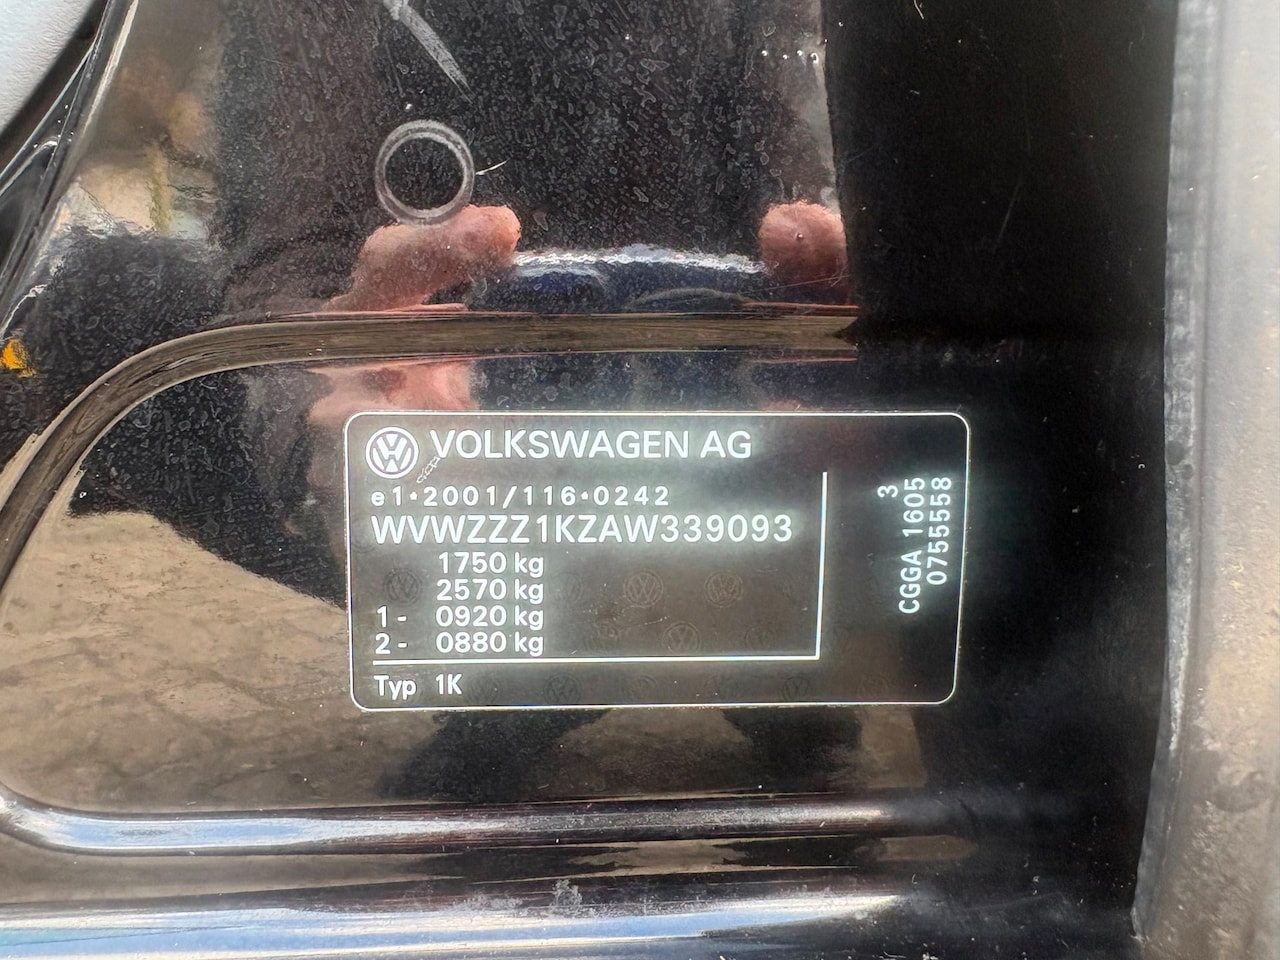 VOLKSWAGEN AG
e1*2001/116*0242
WVWZZZ1KZAW339093
1750 kg
2570 kg
1- 0920 kg
2- 0880 kg
Typ 1K
3
CGGA 1605
0755558